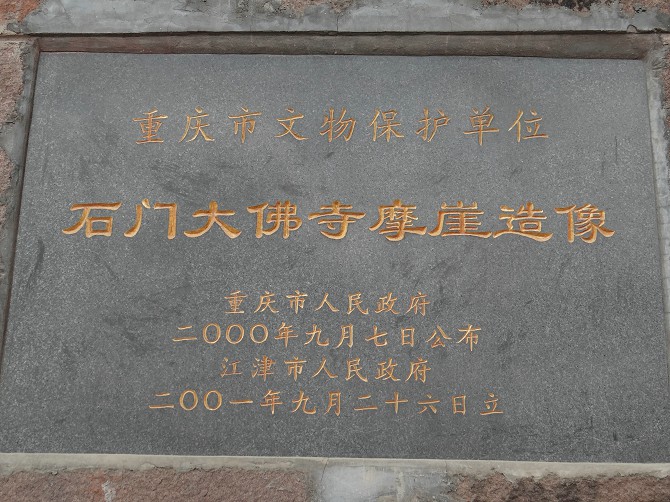 重庆市文物保护单位
石门大佛寺摩崖造像
重庆市人民政府
二〇〇〇年九月七日公布
江津市人民政府
二〇〇一年九月二十六日立